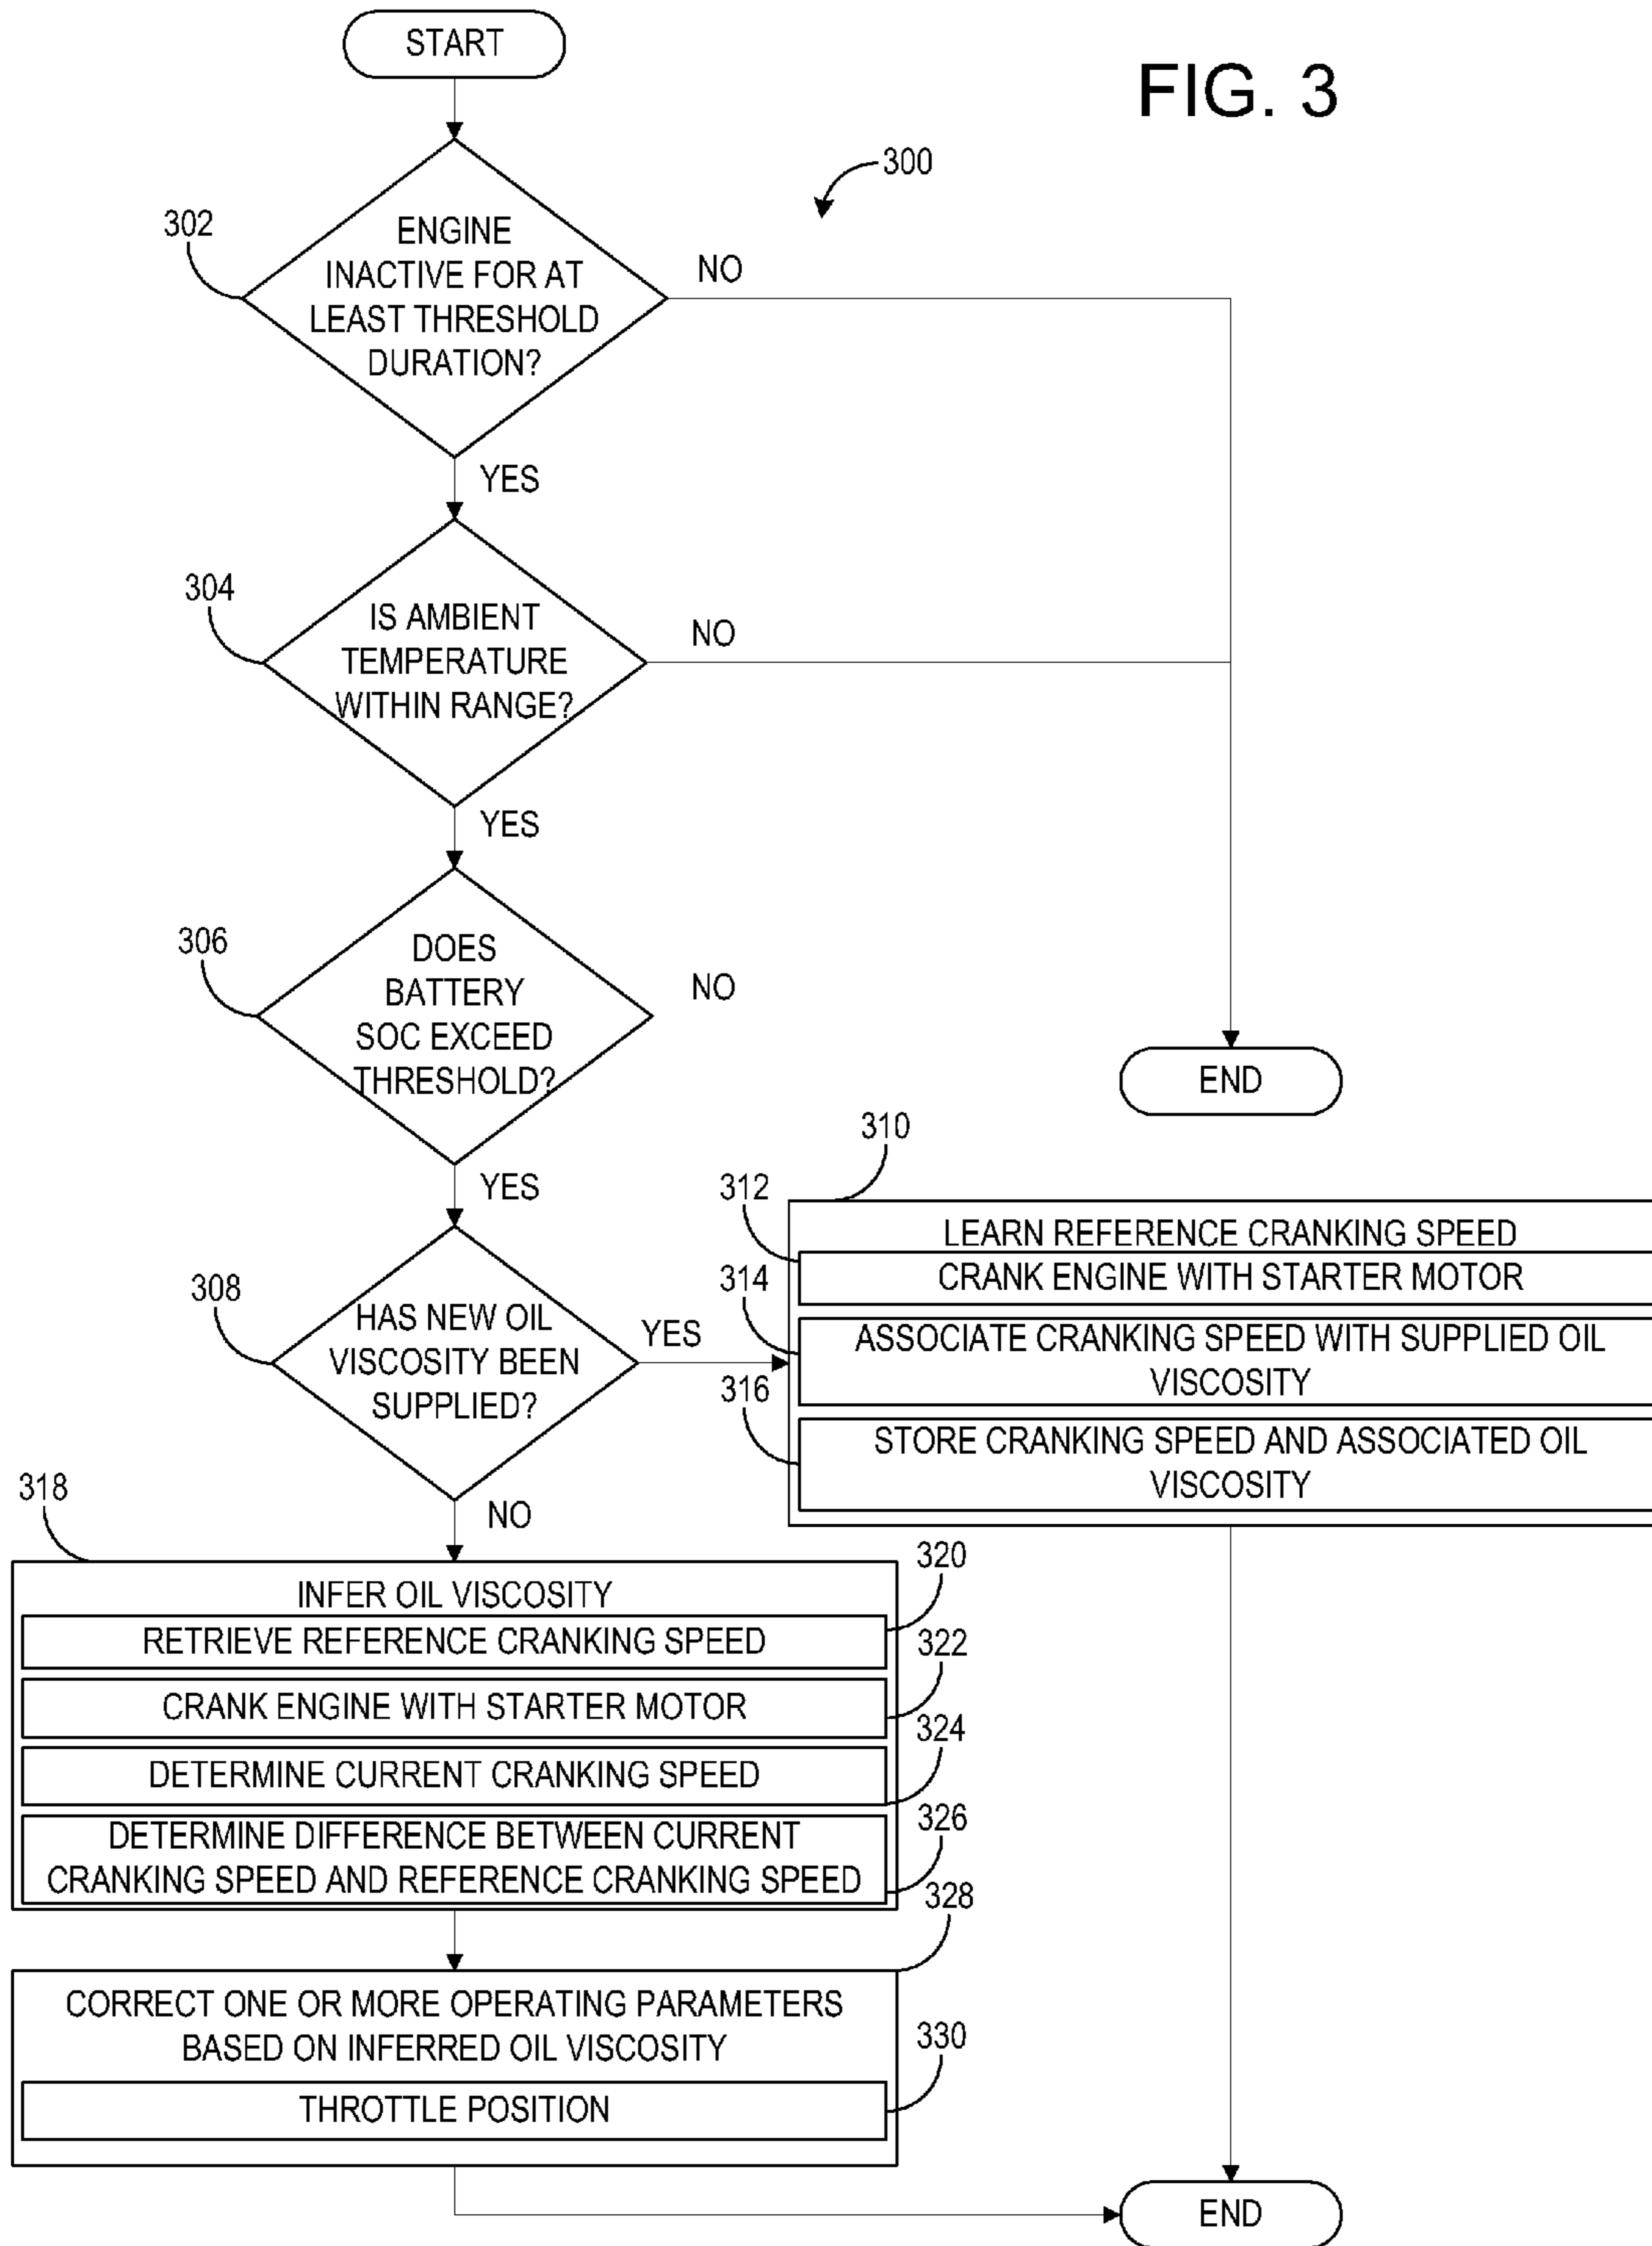 START
FIG. 3
300
302
ENGINE
INACTIVE FOR AT
LEAST THRESHOLD
DURATION?
NO
YES
304
IS AMBIENT
TEMPERATURE
WITHIN RANGE?
NO
YES
306
DOES
BATTERY
SOC EXCEED
THRESHOLD?
NO
END
YES
308
HAS NEW OIL
VISCOSITY BEEN
SUPPLIED?
YES
310
LEARN REFERENCE CRANKING SPEED
312
CRANK ENGINE WITH STARTER MOTOR
314
ASSOCIATE CRANKING SPEED WITH SUPPLIED OIL
VISCOSITY
316
STORE CRANKING SPEED AND ASSOCIATED OIL
VISCOSITY
NO
318
INFER OIL VISCOSITY
320
RETRIEVE REFERENCE CRANKING SPEED
322
CRANK ENGINE WITH STARTER MOTOR
324
DETERMINE CURRENT CRANKING SPEED
326
DETERMINE DIFFERENCE BETWEEN CURRENT
CRANKING SPEED AND REFERENCE CRANKING SPEED
328
CORRECT ONE OR MORE OPERATING PARAMETERS
BASED ON INFERRED OIL VISCOSITY
330
THROTTLE POSITION
END